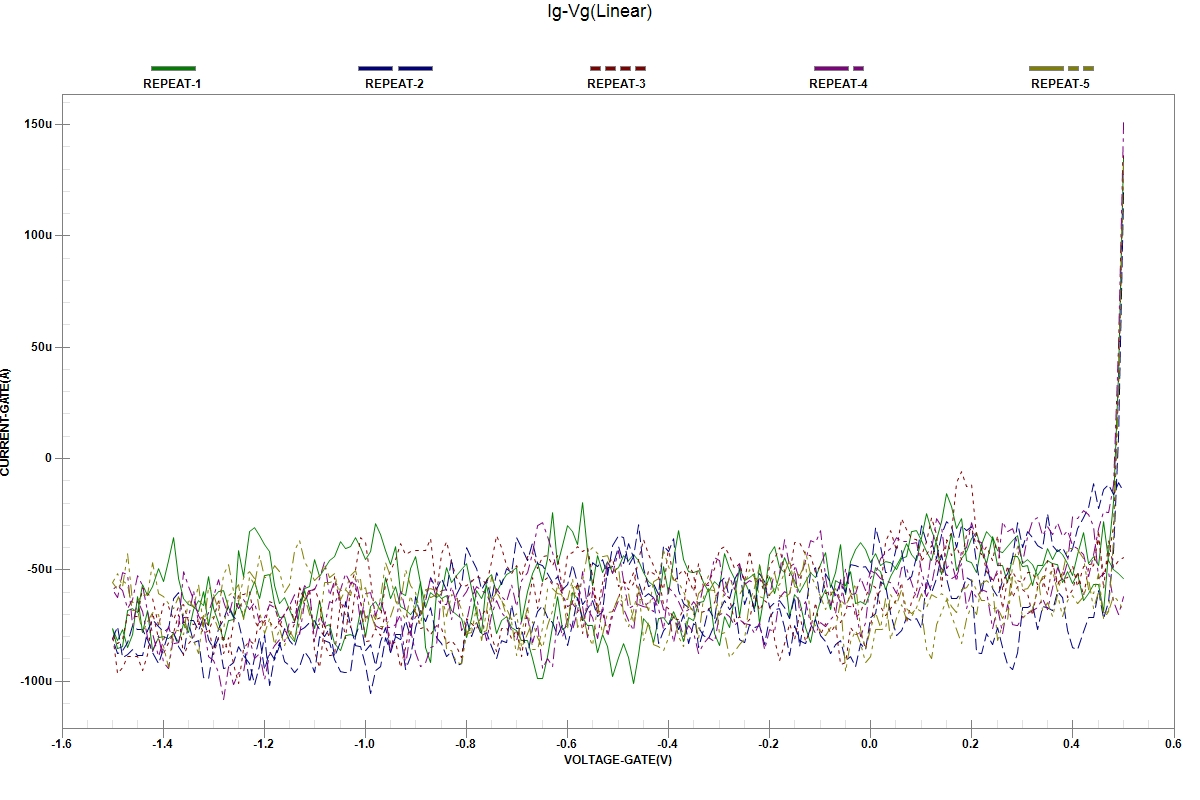 Ig-Vg(Linear)
REPEAT-1 REPEAT-2 REPEAT-3 REPEAT-4 REPEAT-5
150u
100u
50u
0
-50u
-100u
CURRENT-GATE(A)
-1.6 -1.4 -1.2 -1.0 -0.8 -0.6 -0.4 -0.2 0.0 0.2 0.4 0.6
VOLTAGE-GATE(V)